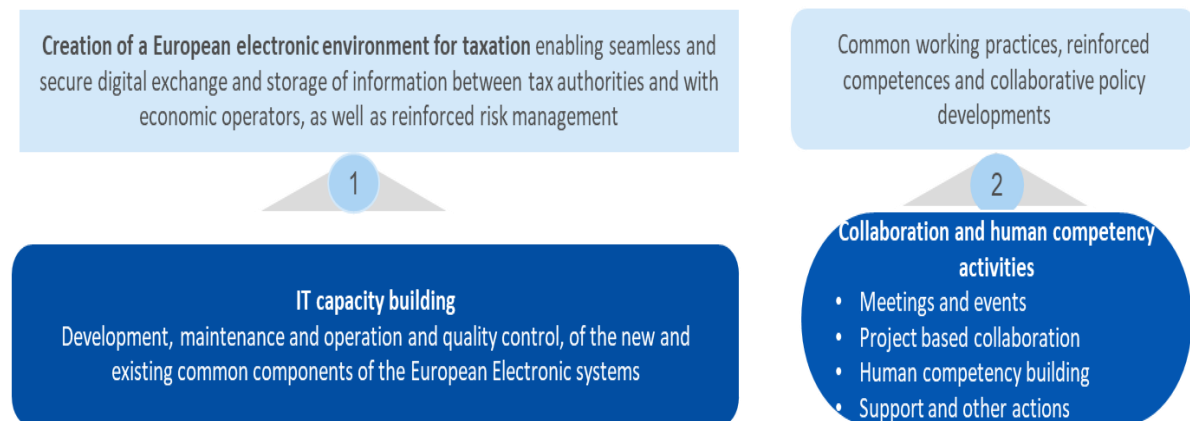 Creation of a European electronic environment for taxation enabling seamless and
secure digital exchange and storage of information between tax authorities and with
economic operators, as well as reinforced risk management
1
IT capacity building
Development, maintenance and operation and quality control, of the new and
existing common components of the European Electronic systems
Common working practices, reinforced
competences and collaborative policy
developments
2
Collaboration and human competency
activities
• Meetings and events
• Project based collaboration
• Human competency building
• Support and other actions